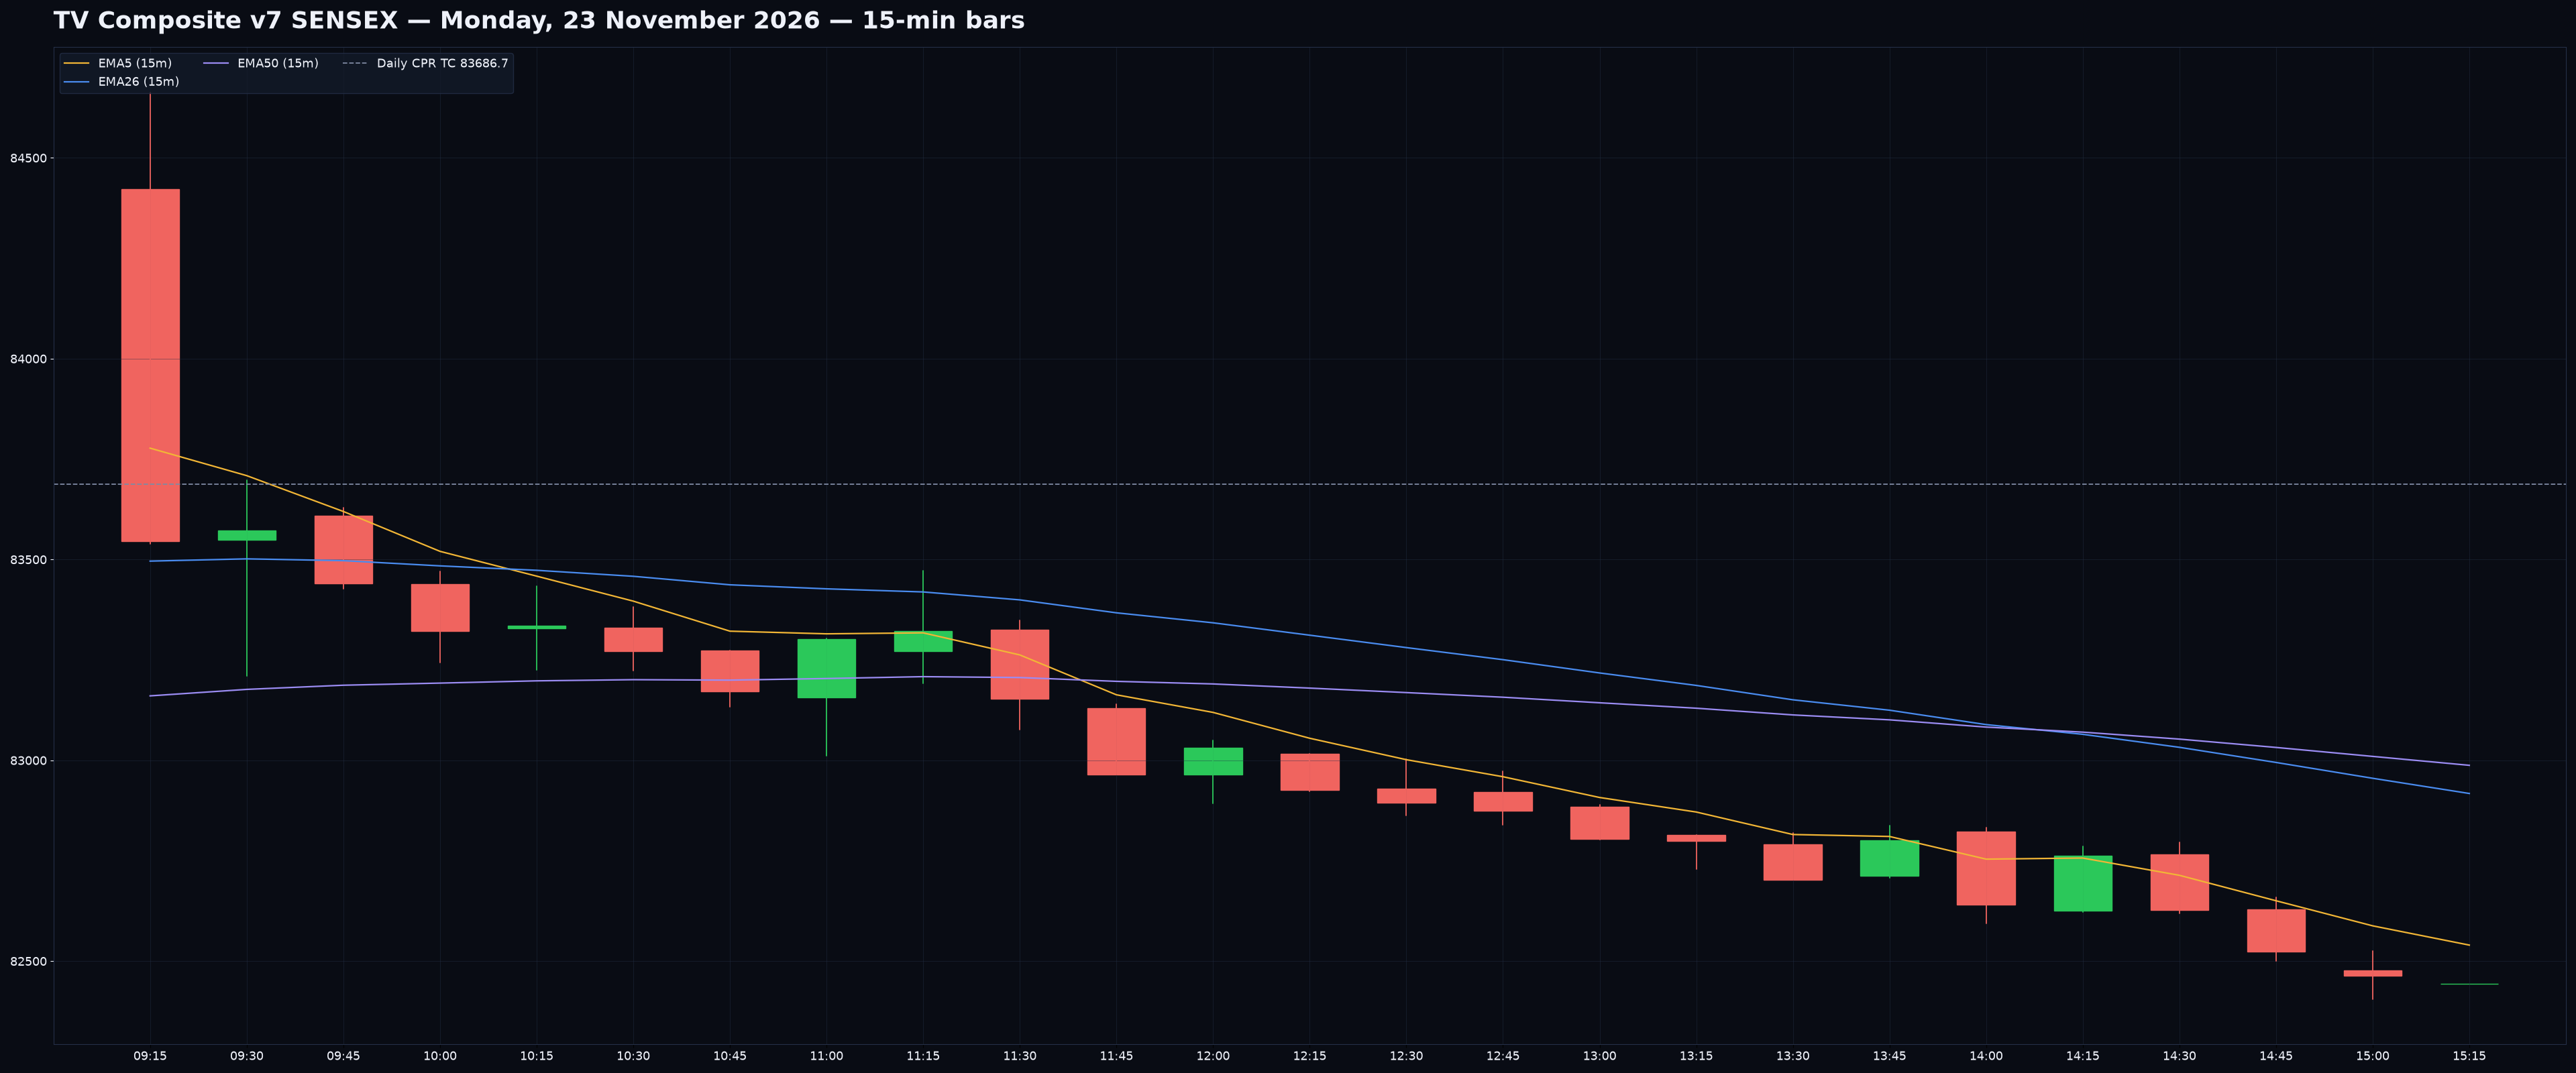 TV Composite v7 SENSEX — Monday, 23 November 2026 — 15-min bars
EMA5 (15m) EMA50 (15m) Daily CPR TC 83686.7
EMA26 (15m)
84500
84000
83500
83000
82500
09:15 09:30 09:45 10:00 10:15 10:30 10:45 11:00 11:15 11:30 11:45 12:00 12:15 12:30 12:45 13:00 13:15 13:30 13:45 14:00 14:15 14:30 14:45 15:00 15:15